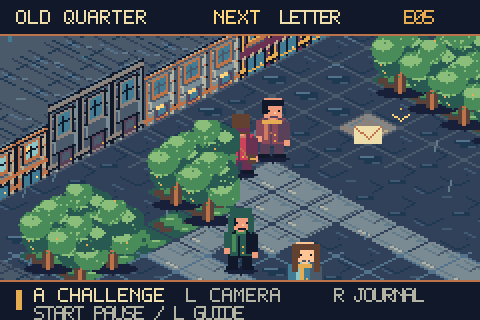 OLD QUARTER NEXT LETTER E05
A CHALLENGE L CAMERA R JOURNAL
START PAUSE / L GUIDE